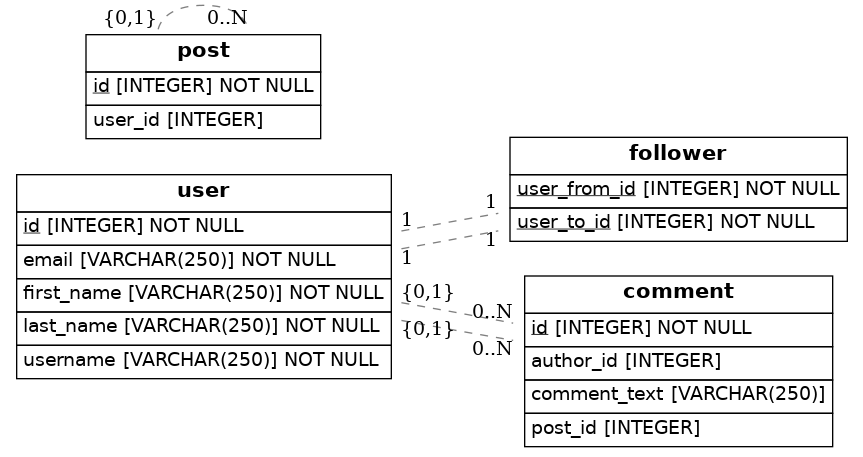 {0,1} 0..N
post
id [INTEGER] NOT NULL
user_id [INTEGER]
user
id [INTEGER] NOT NULL
email [VARCHAR(250)] NOT NULL
first_name [VARCHAR(250)] NOT NULL
last_name [VARCHAR(250)] NOT NULL
username [VARCHAR(250)] NOT NULL
1 1
1 1
{0,1} 0..N
{0,1} 0..N
follower
user_from_id [INTEGER] NOT NULL
user_to_id [INTEGER] NOT NULL
comment
id [INTEGER] NOT NULL
author_id [INTEGER]
comment_text [VARCHAR(250)]
post_id [INTEGER]